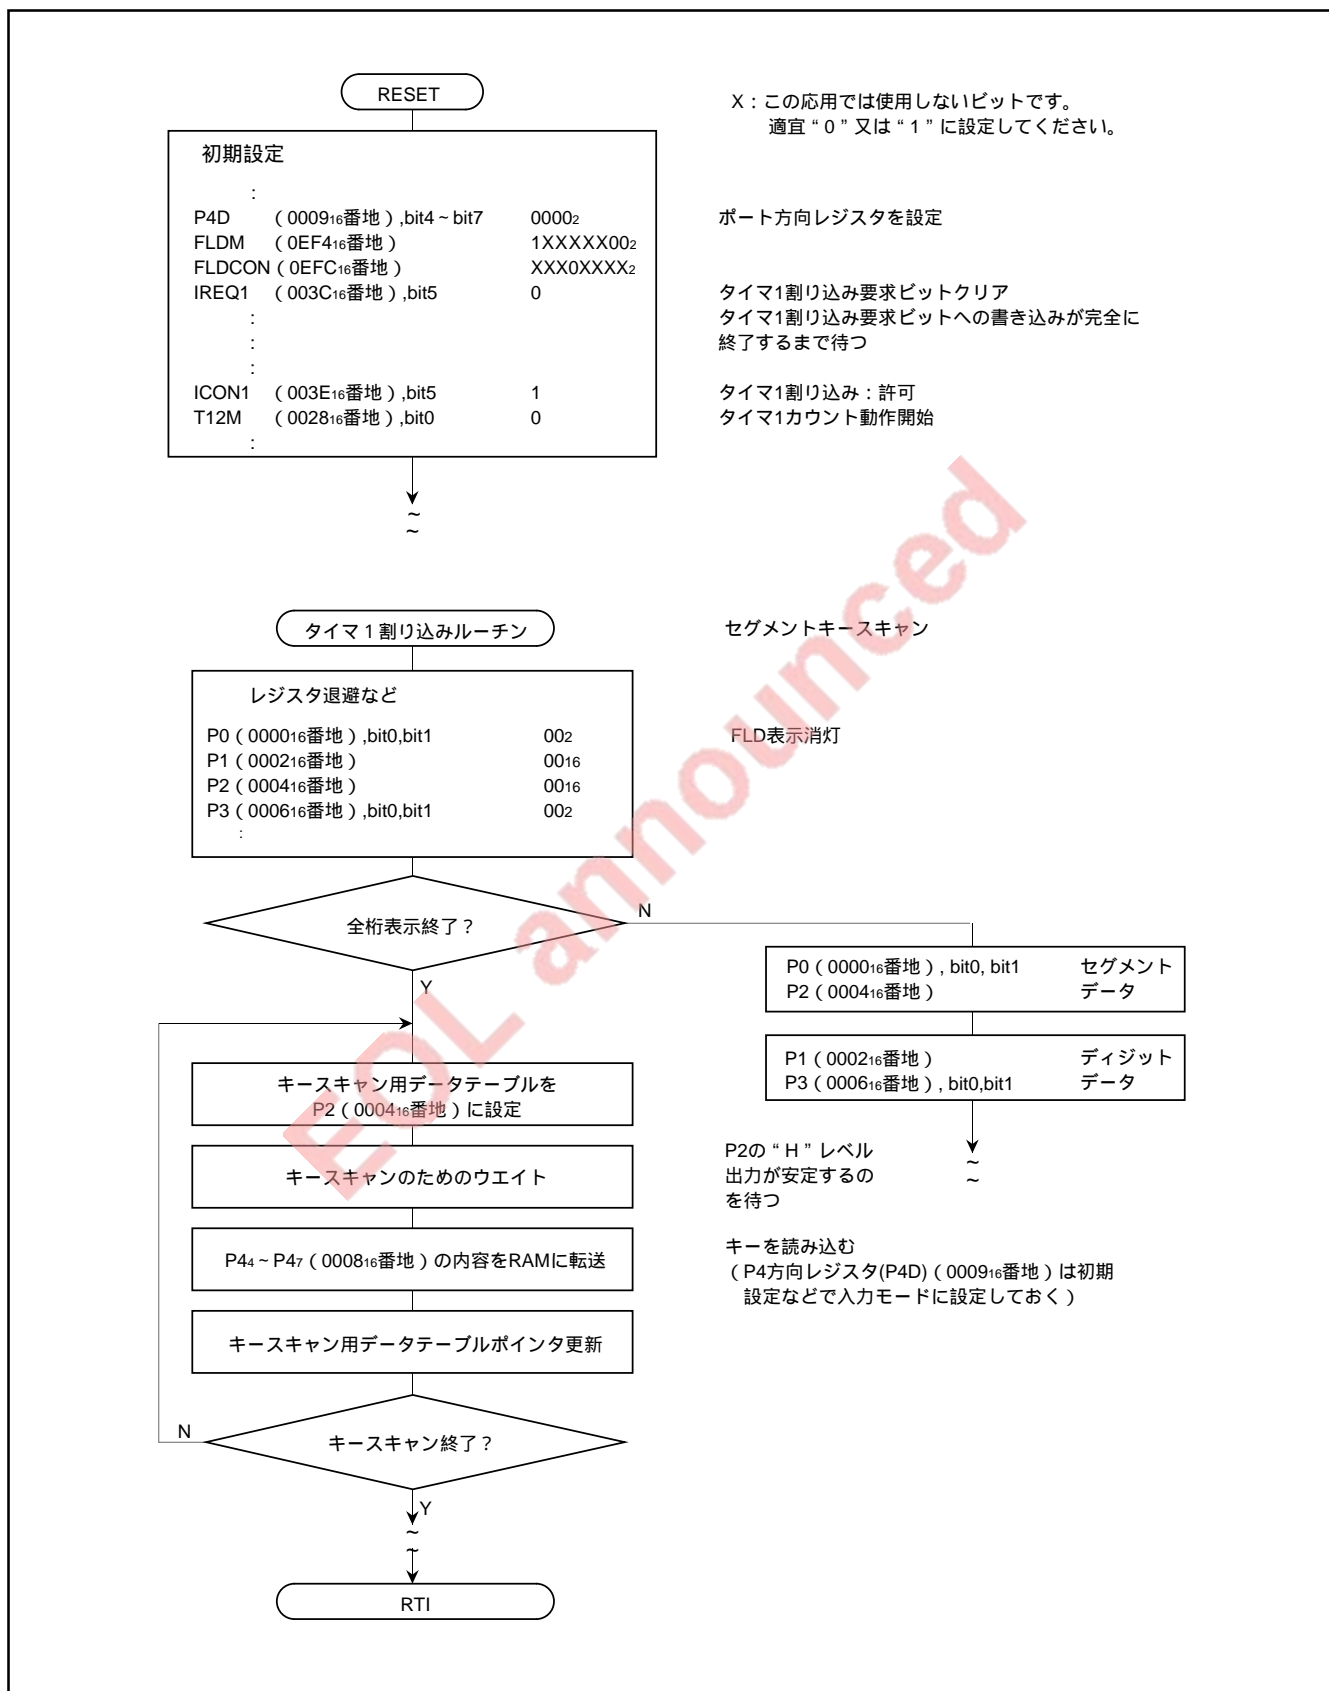 RESET
X：この応用では使用しないビットです。
適宜“0”又は“1”に設定してください。
初期設定
:
P4D （0009₁₆番地）,bit4～bit7 0000₂ ポート方向レジスタを設定
FLDM （0EF4₁₆番地） 1XXXXX00₂
FLDCON（0EFC₁₆番地） XXX0XXXX₂
IREQ1 （003C₁₆番地）,bit5 0 タイマ1割り込み要求ビットクリア
: タイマ1割り込み要求ビットへの書き込みが完全に
: 終了するまで待つ
:
ICON1 （003E₁₆番地）,bit5 1 タイマ1割り込み：許可
T12M （0028₁₆番地）,bit0 0 タイマ1カウント動作開始
:
~
~
タイマ1割り込みルーチン セグメントキースキャン
レジスタ退避など
P0（0000₁₆番地）,bit0,bit1 00₂ FLD表示消灯
P1（0002₁₆番地） 00₁₆
P2（0004₁₆番地） 00₁₆
P3（0006₁₆番地）,bit0,bit1 00₂
:
全桁表示終了？
N
Y
P0（0000₁₆番地）, bit0, bit1 セグメント
P2（0004₁₆番地） データ
P1（0002₁₆番地） ディジット
P3（0006₁₆番地）, bit0,bit1 データ
~
~
キースキャン用データテーブルを
P2（0004₁₆番地）に設定
キースキャンのためのウエイト
P2の“H”レベル
出力が安定するの
を待つ
P4₄～P4₇（0008₁₆番地）の内容をRAMに転送
キーを読み込む
（P4方向レジスタ(P4D)（0009₁₆番地）は初期
設定などで入力モードに設定しておく）
キースキャン用データテーブルポインタ更新
キースキャン終了？
N
Y
~
~
RTI
EOL announced